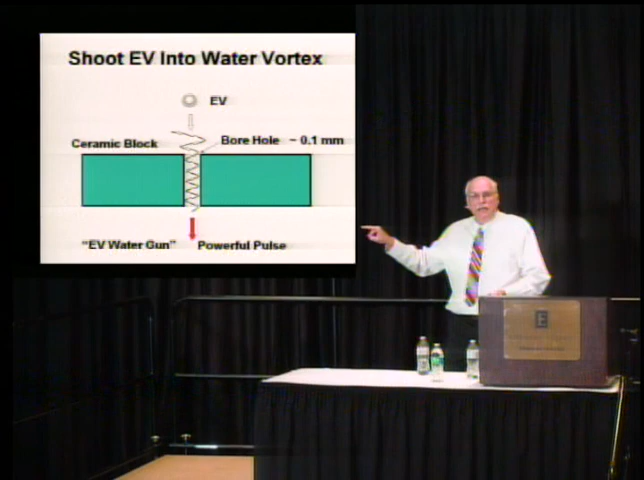 Shoot EV Into Water Vortex
EV
Ceramic Block
Bore Hole ~ 0.1 mm
"EV Water Gun" Powerful Pulse
E